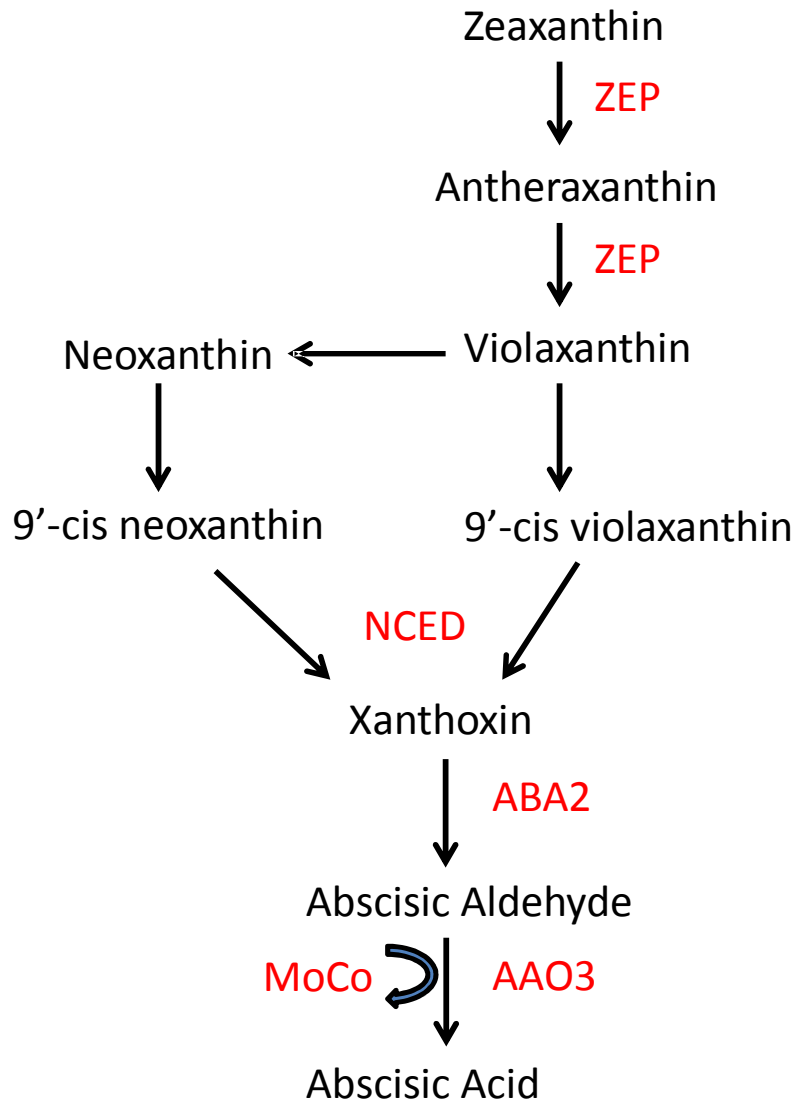 Zeaxanthin
ZEP
Antheraxanthin
ZEP
Neoxanthin
Violaxanthin
9’-cis neoxanthin
9’-cis violaxanthin
NCED
Xanthoxin
ABA2
Abscisic Aldehyde
MoCo
AAO3
Abscisic Acid